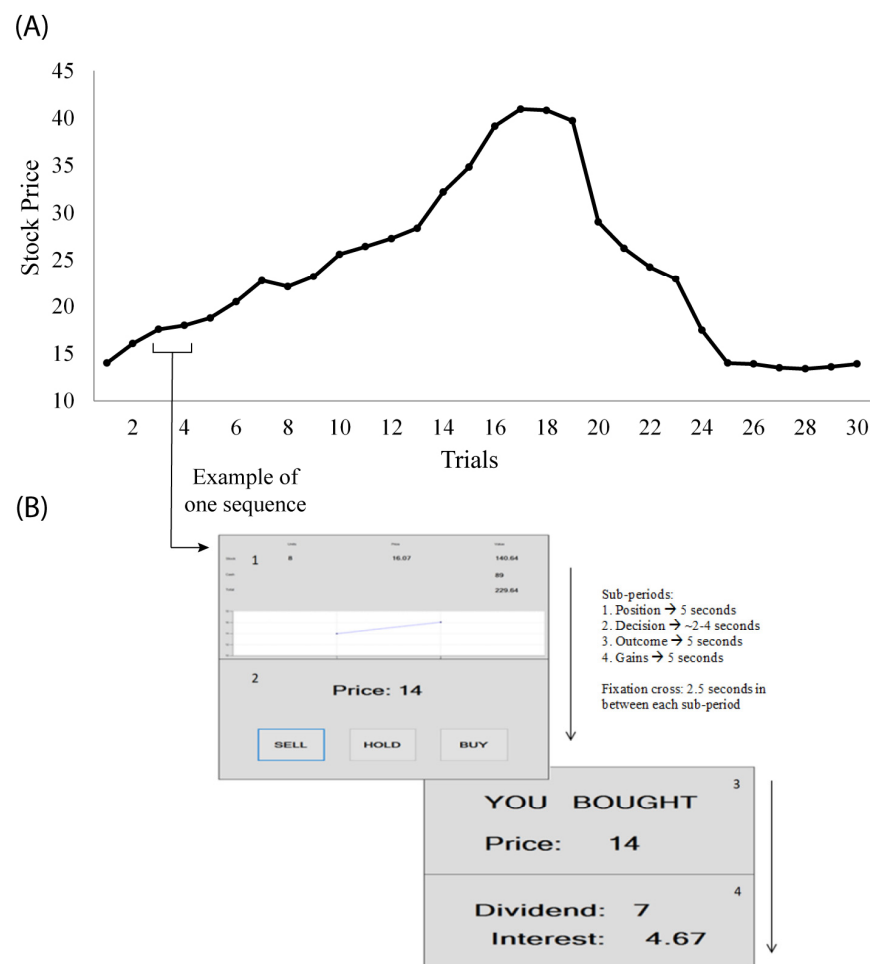 (A)
45
40
35
30
25
20
15
10
Stock Price
2 4 6 8 10 12 14 16 18 20 22 24 26 28 30
Trials
Example of
one sequence
(B)
1 8 16.07 140.64
89
229.64
2
Price: 14
SELL HOLD BUY
Sub-periods:
1. Position → 5 seconds
2. Decision → ~2-4 seconds
3. Outcome → 5 seconds
4. Gains → 5 seconds
Fixation cross: 2.5 seconds in
between each sub-period
3
YOU BOUGHT
Price: 14
4
Dividend: 7
Interest: 4.67